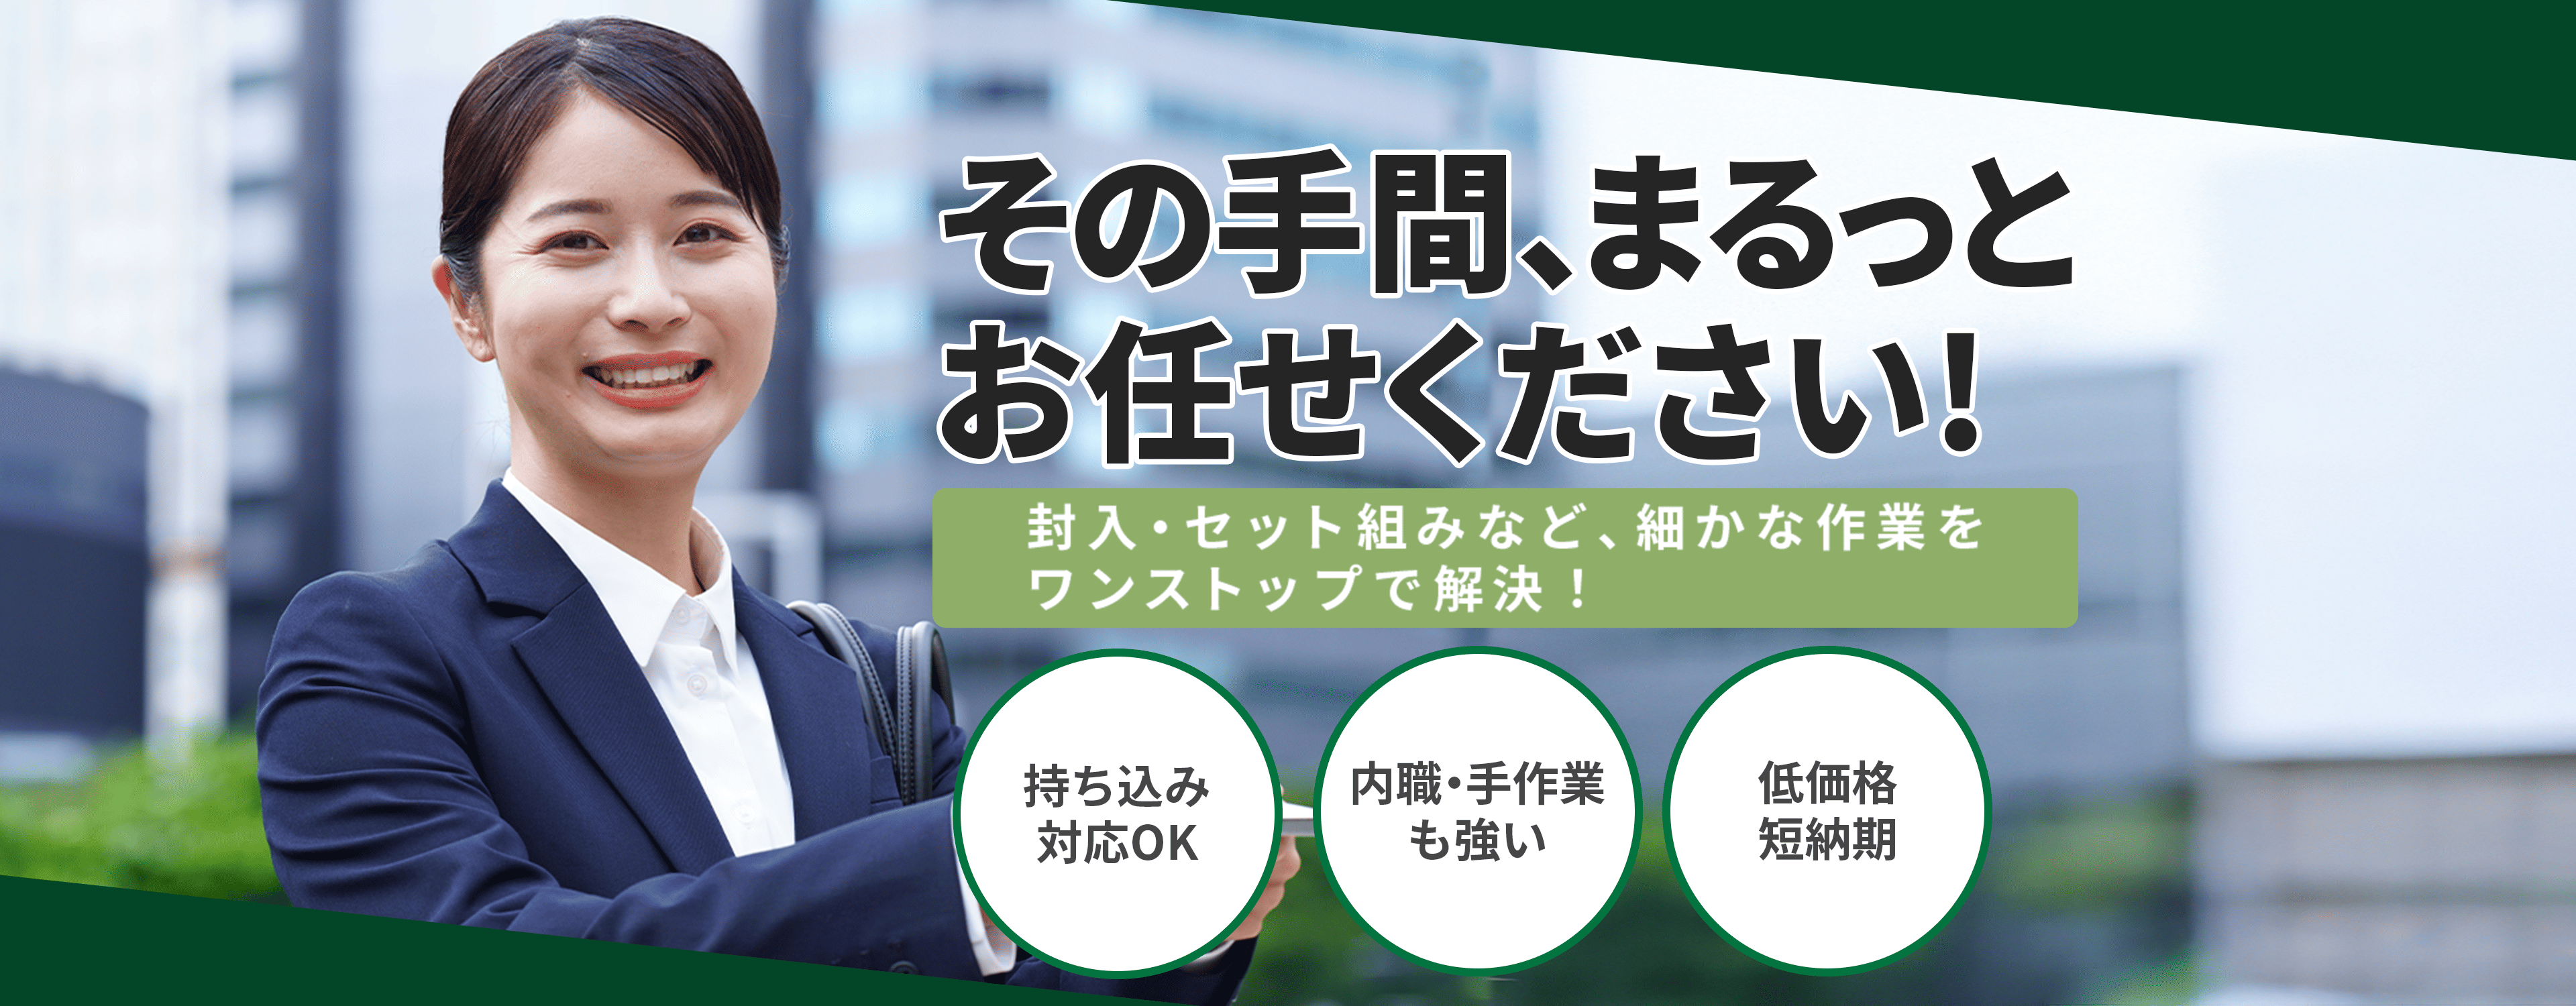 その手間、まるっと
お任せください！
封入・セット組みなど、細かな作業を
ワンストップで解決！
持ち込み
対応OK
内職・手作業
も強い
低価格
短納期